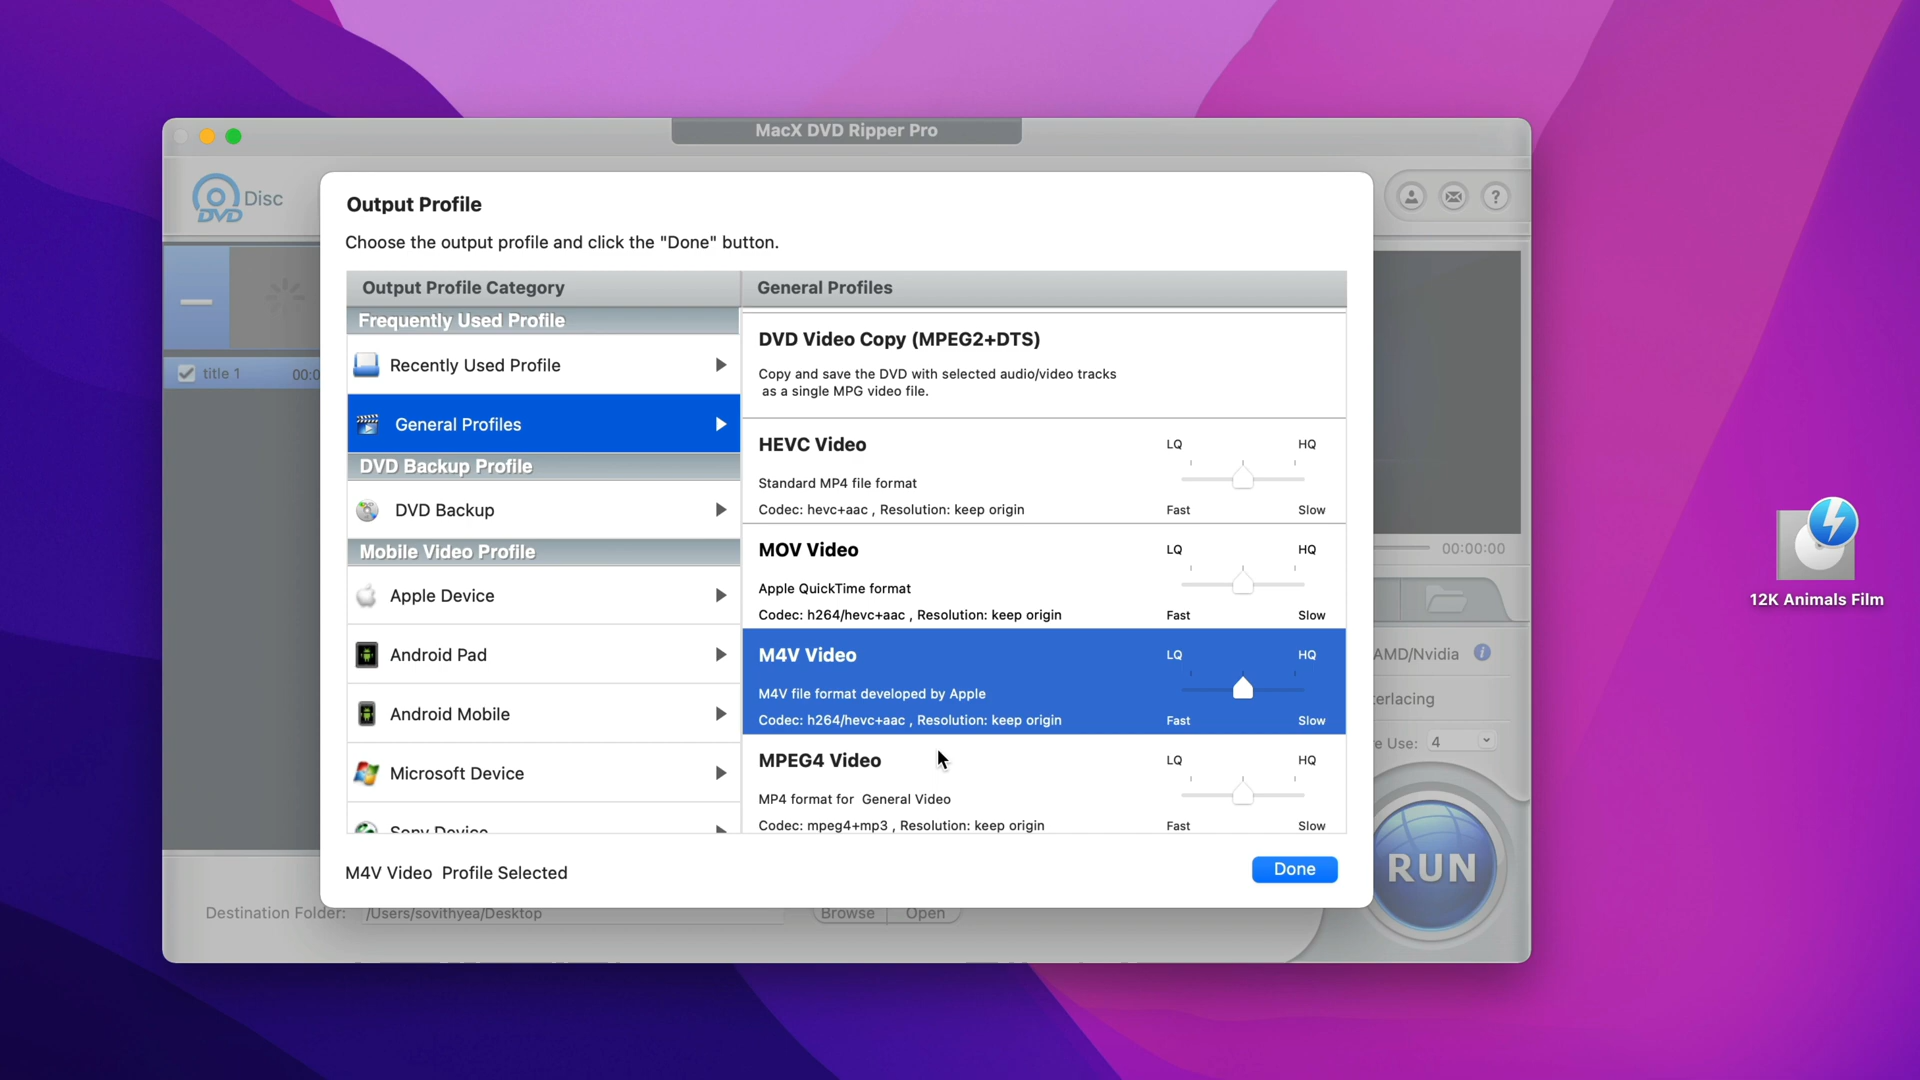 MacX DVD Ripper Pro
DVD
Disc
?
title 1
00:0
Output Profile
Choose the output profile and click the "Done" button.
Output Profile Category
General Profiles
Frequently Used Profile
Recently Used Profile
General Profiles
DVD Backup Profile
DVD Backup
Mobile Video Profile
Apple Device
Android Pad
Android Mobile
Microsoft Device
Sony Device
DVD Video Copy (MPEG2+DTS)
Copy and save the DVD with selected audio/video tracks
as a single MPG video file.
HEVC Video
LQ HQ
Standard MP4 file format
Codec: hevc+aac , Resolution: keep origin
Fast Slow
MOV Video
LQ HQ
Apple QuickTime format
Codec: h264/hevc+aac , Resolution: keep origin
Fast Slow
M4V Video
LQ HQ
M4V file format developed by Apple
Codec: h264/hevc+aac , Resolution: keep origin
Fast Slow
MPEG4 Video
LQ HQ
MP4 format for General Video
Codec: mpeg4+mp3 , Resolution: keep origin
Fast Slow
M4V Video Profile Selected
Done
00:00:00
AMD/Nvidia
i
erlacing
e Use: 4
RUN
Destination Folder: /Users/sovithyea/Desktop
Browse
Open
12K Animals Film